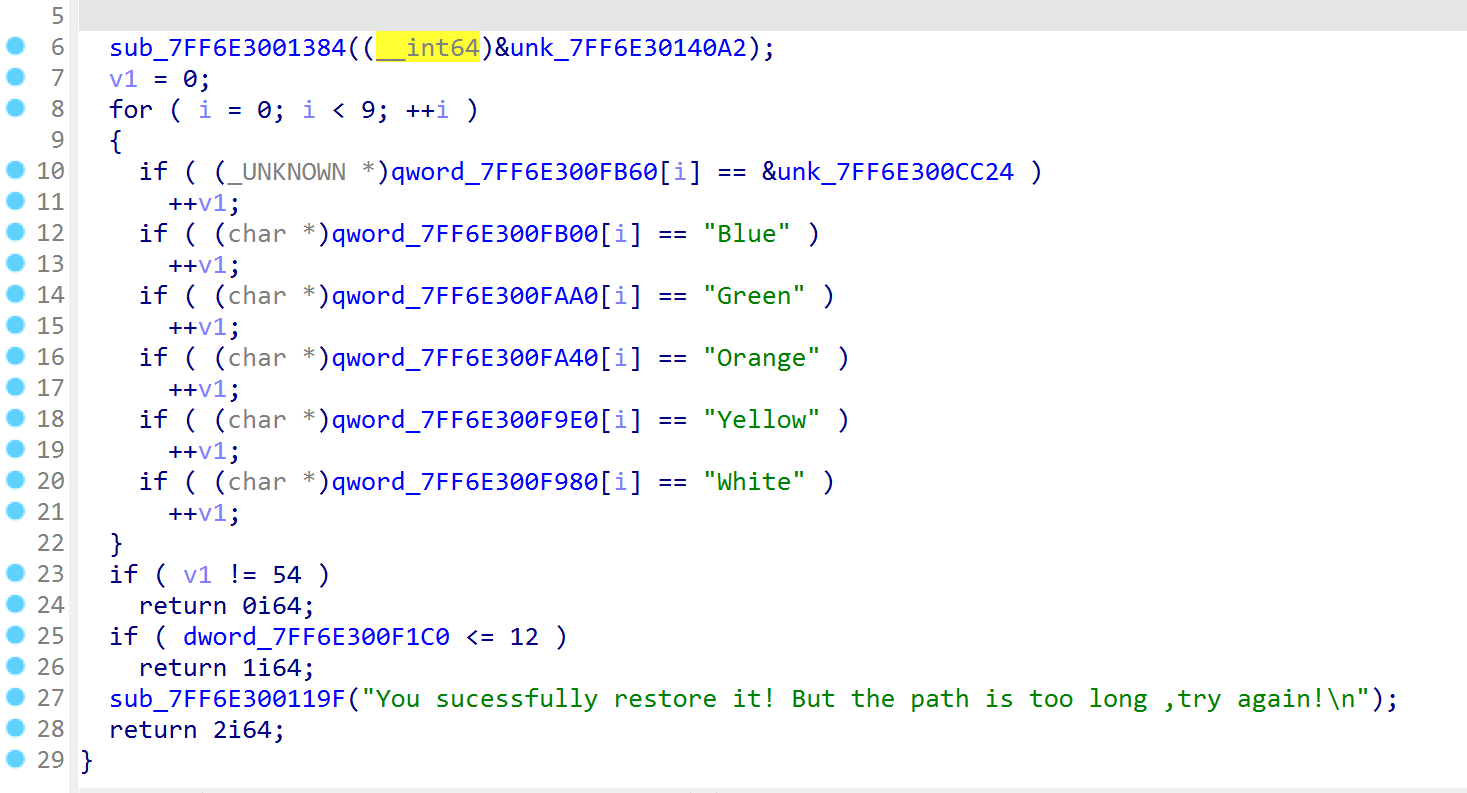 5
6 sub_7FF6E3001384((__int64)&unk_7FF6E30140A2);
7 v1 = 0;
8 for ( i = 0; i < 9; ++i )
9 {
10 if ( (_UNKNOWN *)qword_7FF6E300FB60[i] == &unk_7FF6E300CC24 )
11 ++v1;
12 if ( (char *)qword_7FF6E300FB00[i] == "Blue" )
13 ++v1;
14 if ( (char *)qword_7FF6E300FAA0[i] == "Green" )
15 ++v1;
16 if ( (char *)qword_7FF6E300FA40[i] == "Orange" )
17 ++v1;
18 if ( (char *)qword_7FF6E300F9E0[i] == "Yellow" )
19 ++v1;
20 if ( (char *)qword_7FF6E300F980[i] == "White" )
21 ++v1;
22 }
23 if ( v1 != 54 )
24 return 0i64;
25 if ( dword_7FF6E300F1C0 <= 12 )
26 return 1i64;
27 sub_7FF6E300119F("You sucessfully restore it! But the path is too long ,try again!\n");
28 return 2i64;
29 }